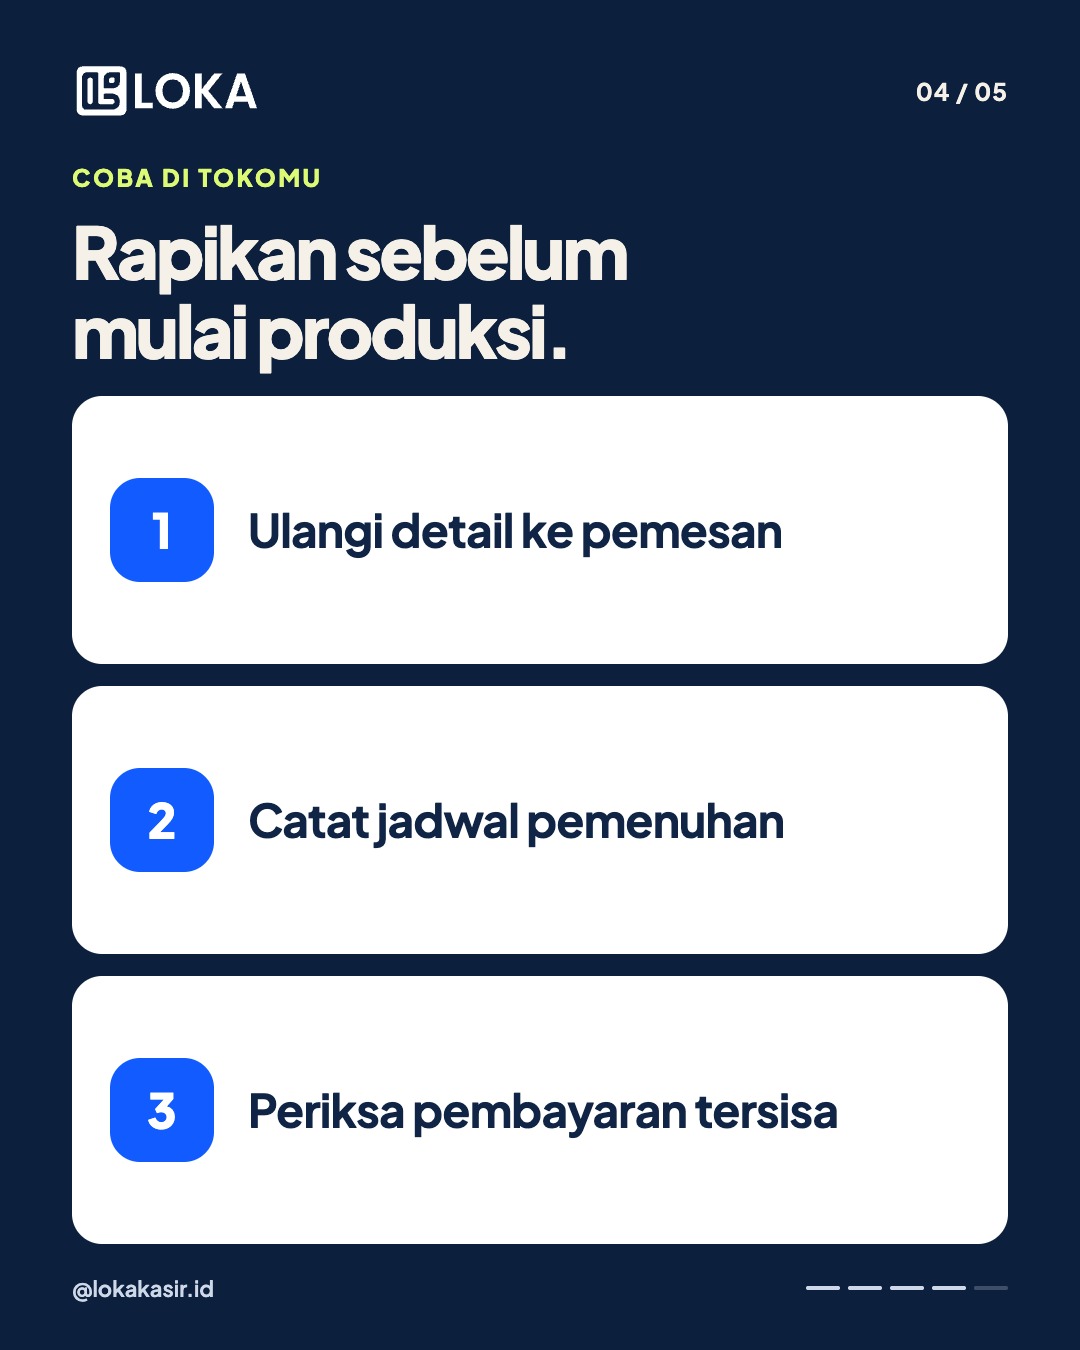 LOKA
04 / 05
COBA DI TOKOMU
Rapikan sebelum
mulai produksi.
1
Ulangi detail ke pemesan
2
Catat jadwal pemenuhan
3
Periksa pembayaran tersisa
@lokakasir.id